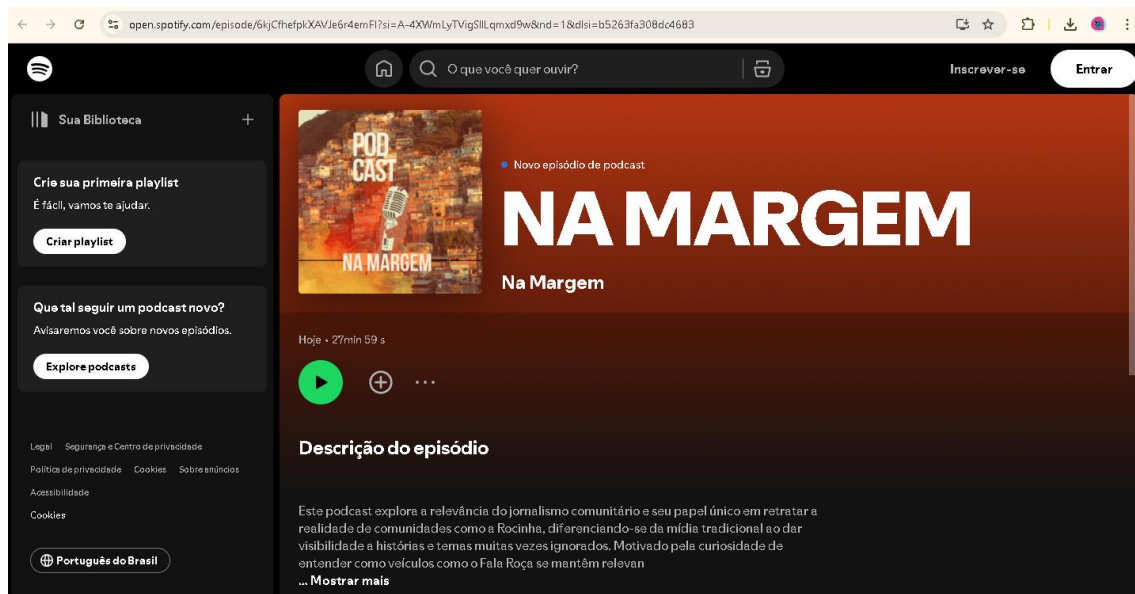 open.spotify.com/episode/6kjCfhefpkXAVJe6r4emFI?si=A-4XWmLyTVigSIlLqmxd9w&nd=1&dlsi=b5263fa308dc4683
O que você quer ouvir?
Inscrever-se
Entrar
Sua Biblioteca
Crie sua primeira playlist
É fácil, vamos te ajudar.
Criar playlist
Que tal seguir um podcast novo?
Avisaremos você sobre novos episódios.
Explore podcasts
Legal Segurança e Centro de privacidade
Política de privacidade Cookies Sobre anúncios
Acessibilidade
Cookies
Português do Brasil
POD
CAST
NA MARGEM
Novo episódio de podcast
NA MARGEM
Na Margem
Hoje • 27min 59 s
Descrição do episódio
Este podcast explora a relevância do jornalismo comunitário e seu papel único em retratar a
realidade de comunidades como a Rocinha, diferenciando-se da mídia tradicional ao dar
visibilidade a histórias e temas muitas vezes ignorados. Motivado pela curiosidade de
entender como veículos como o Fala Roça se mantêm relevan
... Mostrar mais